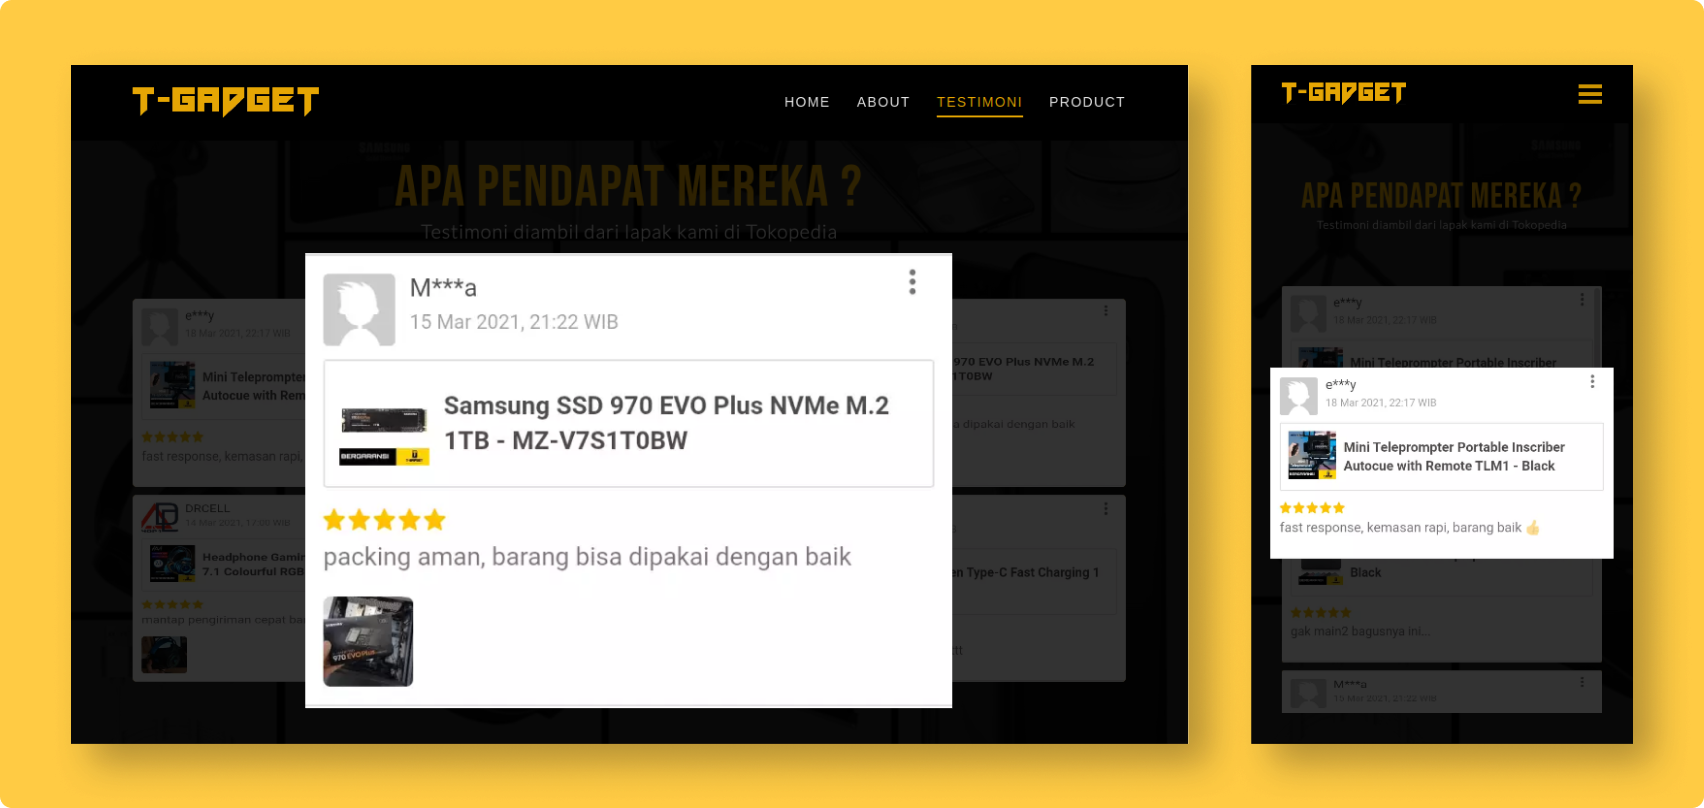 T-GADGET
HOME ABOUT TESTIMONI PRODUCT
APA PENDAPAT MEREKA ?
Testimoni diambil dari lapak kami di Tokopedia
e***y
18 Mar 2021, 22:17 WIB
Mini Teleprompter
Autocue with Rem
fast response, kemasan rapi,
DRCELL
14 Mar 2021, 17:00 WIB
Headphone Gamin
7.1 Colourful RGB
mantap pengiriman cepat ba
M***a
15 Mar 2021, 21:22 WIB
Samsung SSD 970 EVO Plus NVMe M.2
1TB - MZ-V7S1T0BW
BERGARANSI
packing aman, barang bisa dipakai dengan baik
970 EVO Plus
970 EVO Plus NVMe M.2
1T0BW
a dipakai dengan baik
en Type-C Fast Charging 1
T-GADGET
SAMSUNG
APA PENDAPAT MEREKA ?
Testimoni diambil dari lapak kami di Tokopedia
e***y
18 Mar 2021, 22:17 WIB
Mini Teleprompter Portable Inscriber
e***y
18 Mar 2021, 22:17 WIB
Mini Teleprompter Portable Inscriber
Autocue with Remote TLM1 - Black
BERGARANSI
fast response, kemasan rapi, barang baik 👍
Black
gak main2 bagusnya ini...
M***a
15 Mar 2021, 21:22 WIB